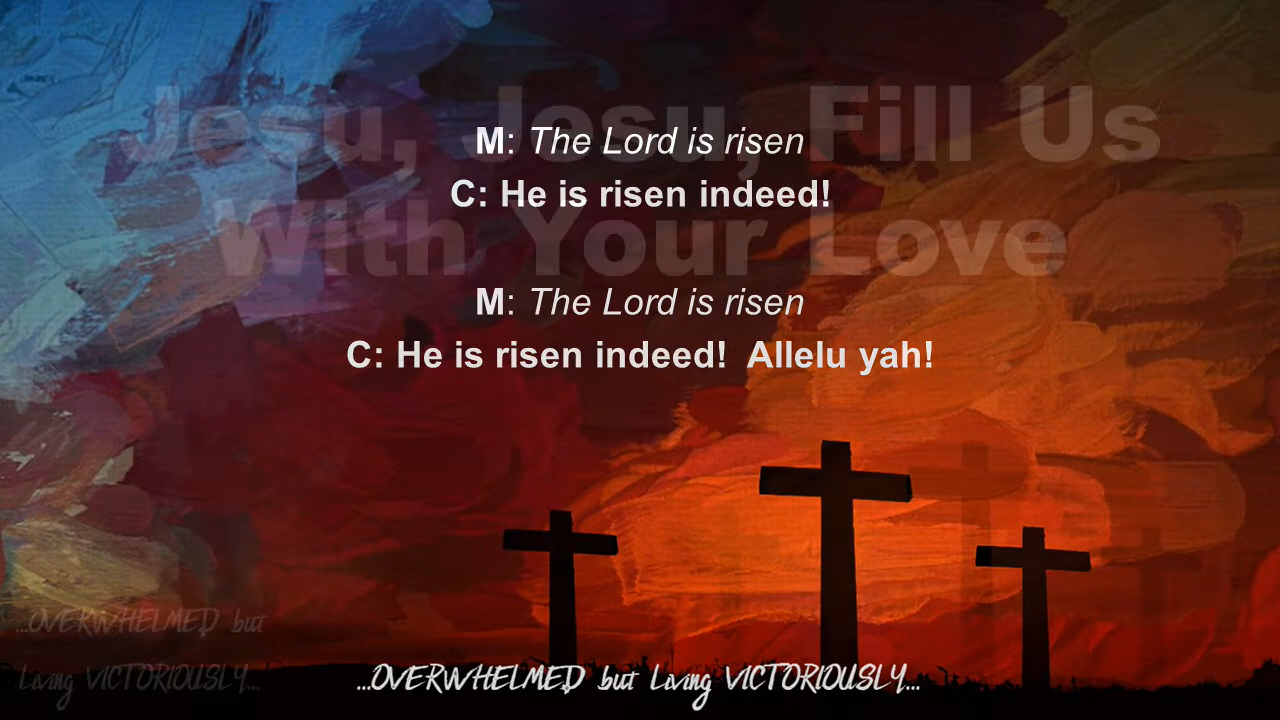 Jesu, Jesu, Fill Us
With Your Love
M: The Lord is risen
C: He is risen indeed!
M: The Lord is risen
C: He is risen indeed!  Allelu yah!
...OVERWHELMED but
Living VICTORIOUSLY...
...OVERWHELMED but Living VICTORIOUSLY...